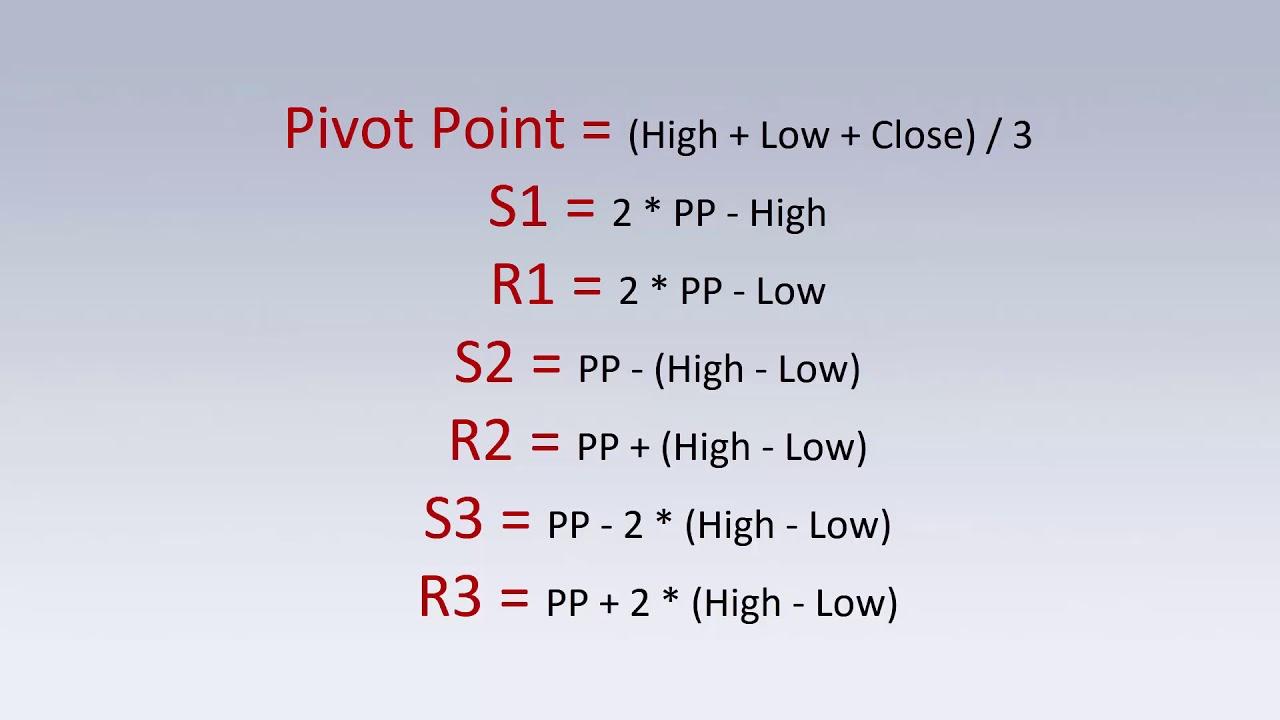 Pivot Point = (High + Low + Close) / 3
S1 = 2 * PP - High
R1 = 2 * PP - Low
S2 = PP - (High - Low)
R2 = PP + (High - Low)
S3 = PP - 2 * (High - Low)
R3 = PP + 2 * (High - Low)